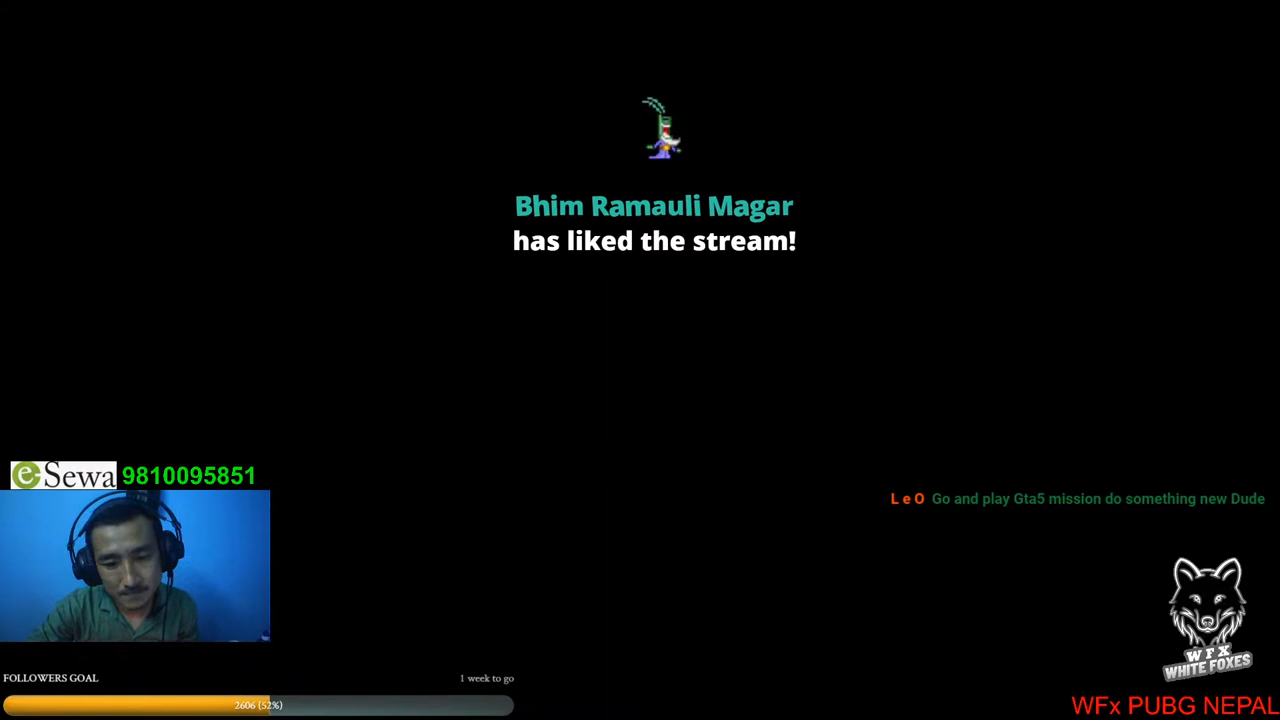 Bhim Ramauli Magar
has liked the stream!
e-Sewa 9810095851
L e O Go and play Gta5 mission do something new Dude
WFX
WHITE FOXES
FOLLOWERS GOAL 1 week to go
2606 (52%)
WFx PUBG NEPAL